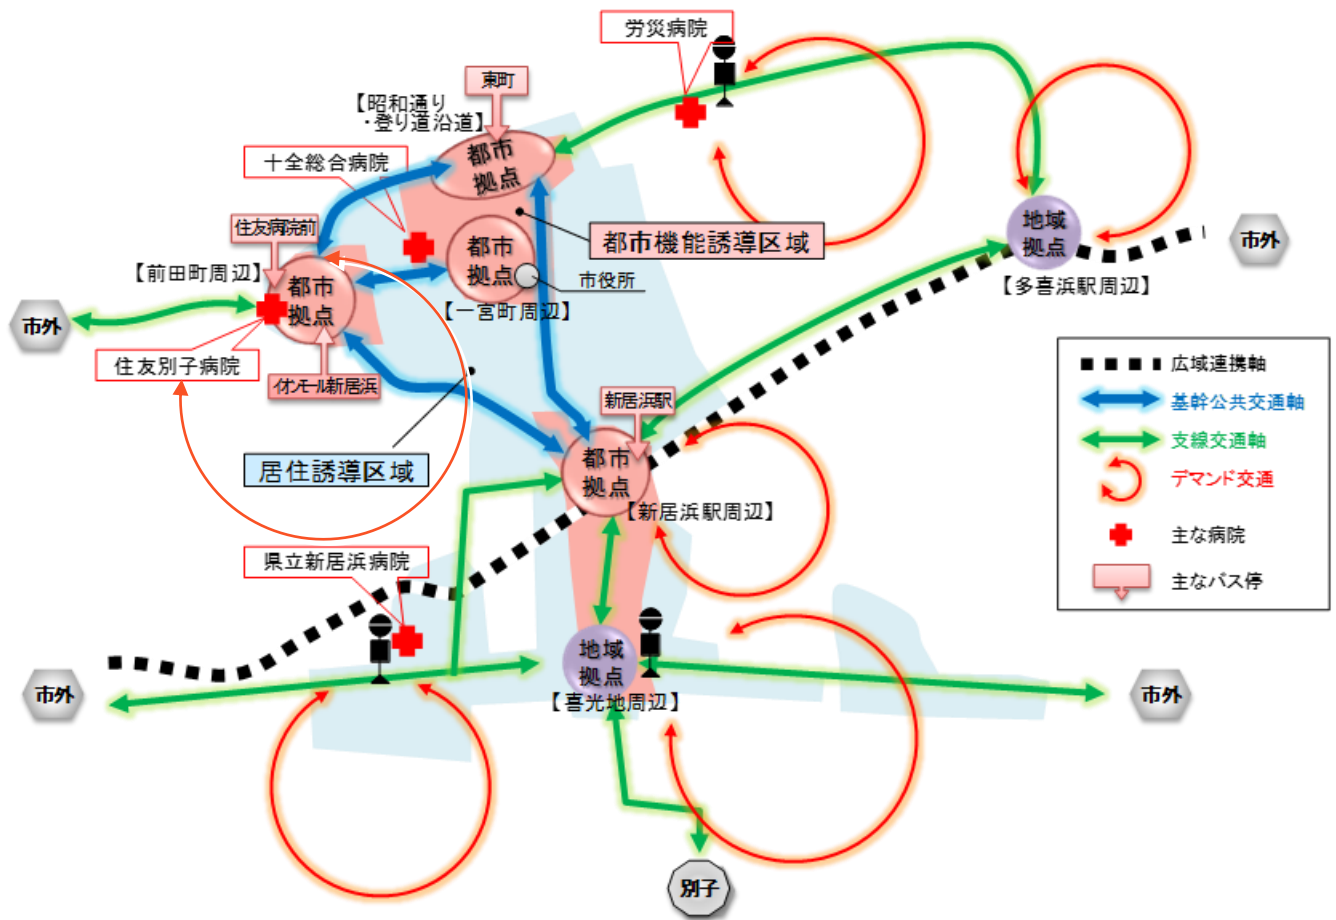 労災病院
東町
【昭和通り
・登り道沿道】
都市
拠点
十全総合病院
住友病院前
【前田町周辺】
都市
拠点
都市
拠点
市役所
【一宮町周辺】
都市機能誘導区域
地域
拠点
【多喜浜駅周辺】
市外
市外
住友別子病院
イオンモール新居浜
新居浜駅
居住誘導区域
都市
拠点
【新居浜駅周辺】
県立新居浜病院
地域
拠点
【喜光地周辺】
市外
市外
別子
広域連携軸
基幹公共交通軸
支線交通軸
デマンド交通
主な病院
主なバス停